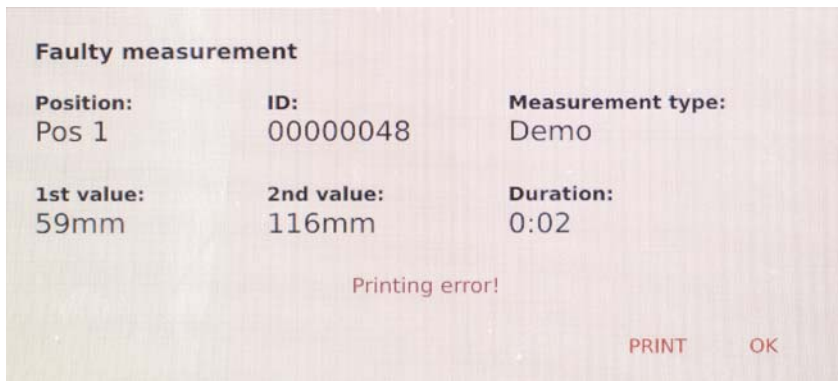 Faulty measurement
Position: ID: Measurement type:
Pos 1 00000048 Demo
1st value: 2nd value: Duration:
59mm 116mm 0:02
Printing error!
PRINT OK